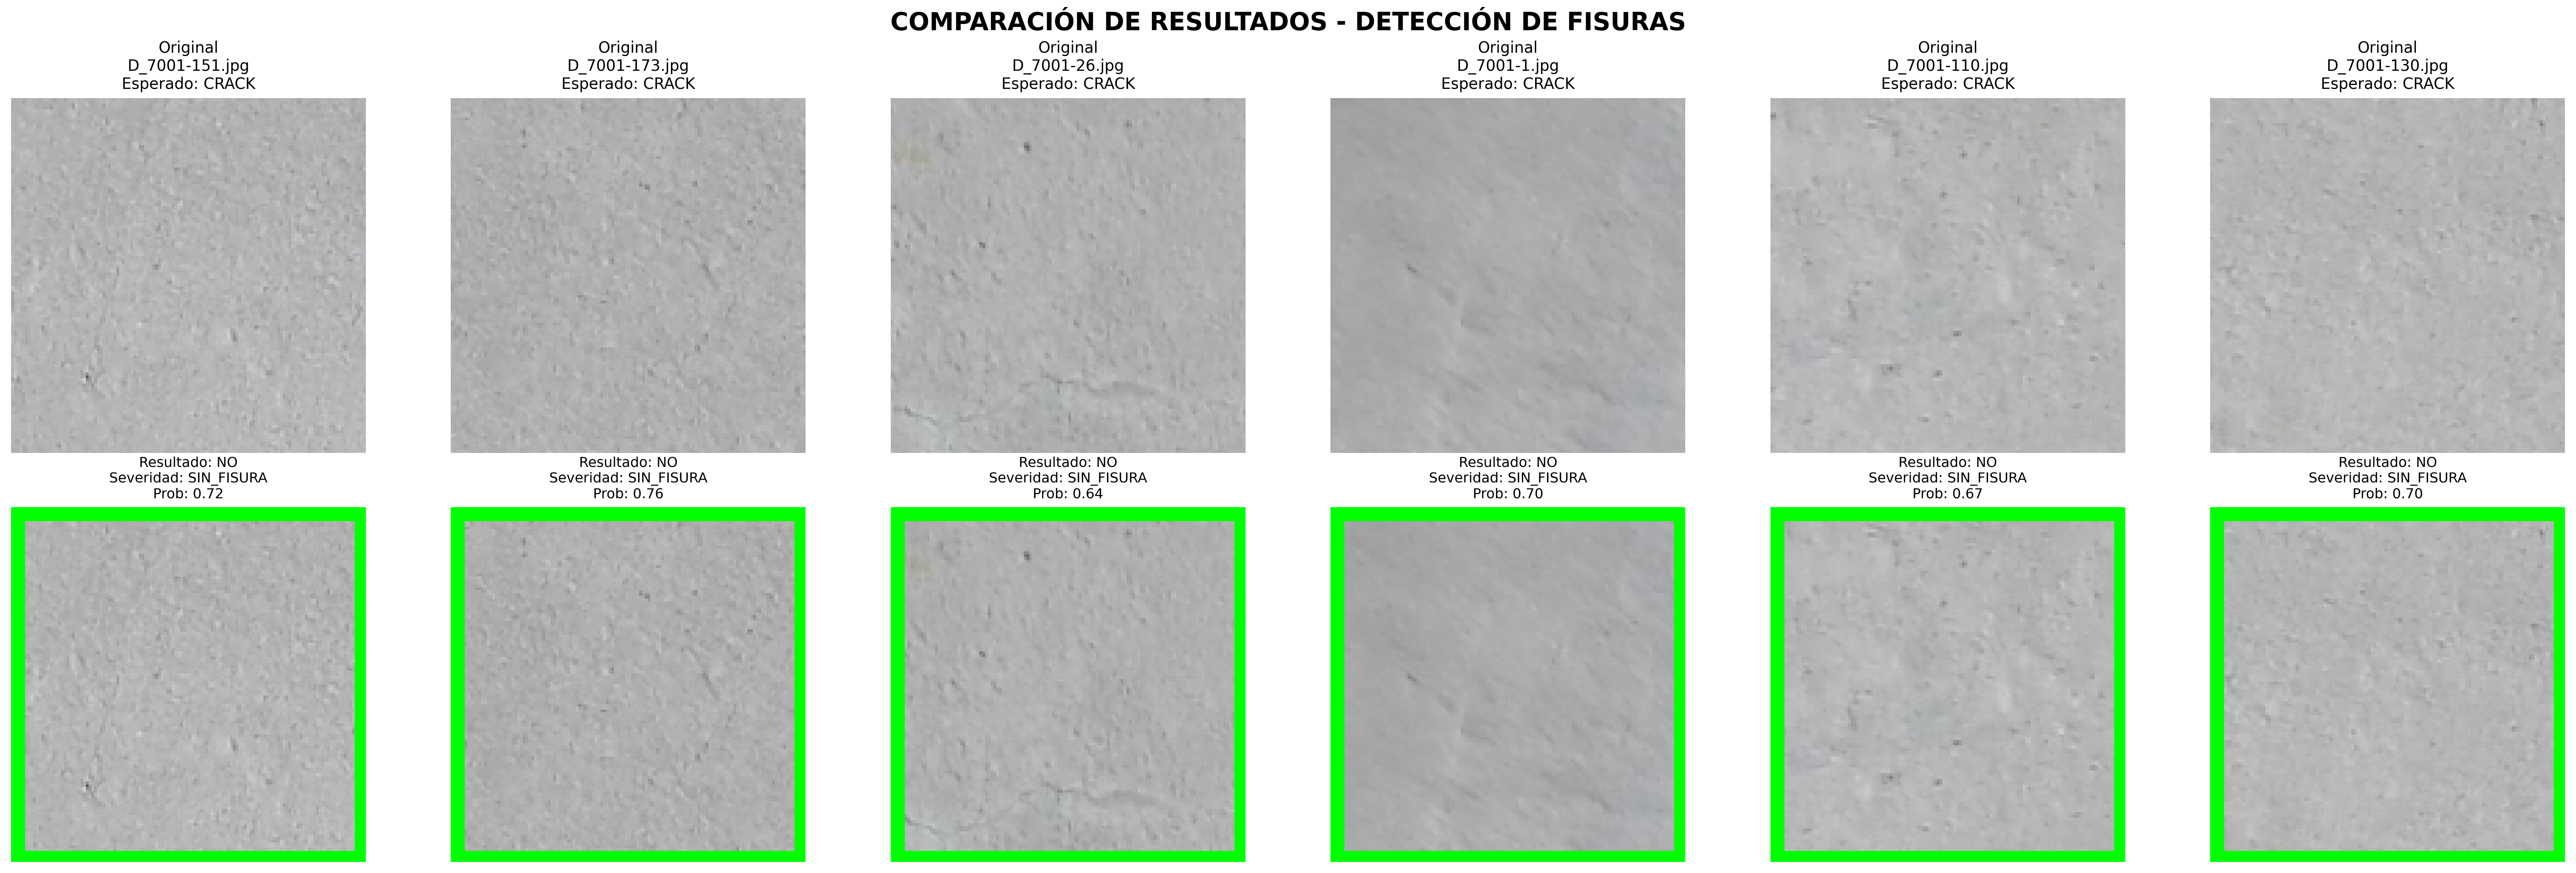 COMPARACIÓN DE RESULTADOS - DETECCIÓN DE FISURAS
Original
D_7001-151.jpg
Esperado: CRACK
Original
D_7001-173.jpg
Esperado: CRACK
Original
D_7001-26.jpg
Esperado: CRACK
Original
D_7001-1.jpg
Esperado: CRACK
Original
D_7001-110.jpg
Esperado: CRACK
Original
D_7001-130.jpg
Esperado: CRACK
Resultado: NO
Severidad: SIN_FISURA
Prob: 0.72
Resultado: NO
Severidad: SIN_FISURA
Prob: 0.76
Resultado: NO
Severidad: SIN_FISURA
Prob: 0.64
Resultado: NO
Severidad: SIN_FISURA
Prob: 0.70
Resultado: NO
Severidad: SIN_FISURA
Prob: 0.67
Resultado: NO
Severidad: SIN_FISURA
Prob: 0.70